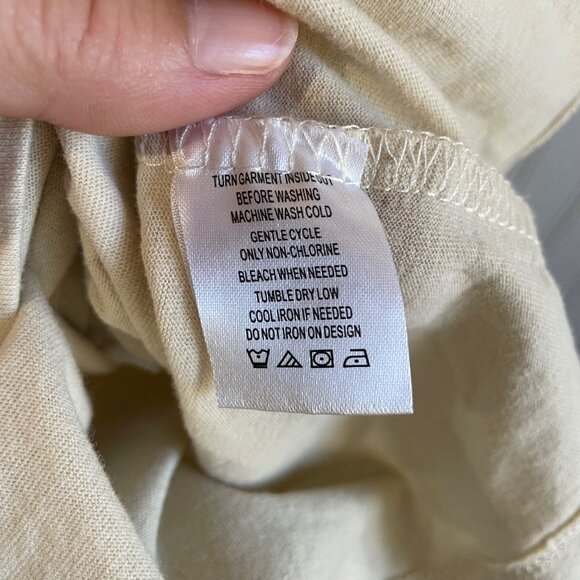 TURN GARMENT INSIDE OUT
BEFORE WASHING
MACHINE WASH COLD
GENTLE CYCLE
ONLY NON-CHLORINE
BLEACH WHEN NEEDED
TUMBLE DRY LOW
COOL IRON IF NEEDED
DO NOT IRON ON DESIGN